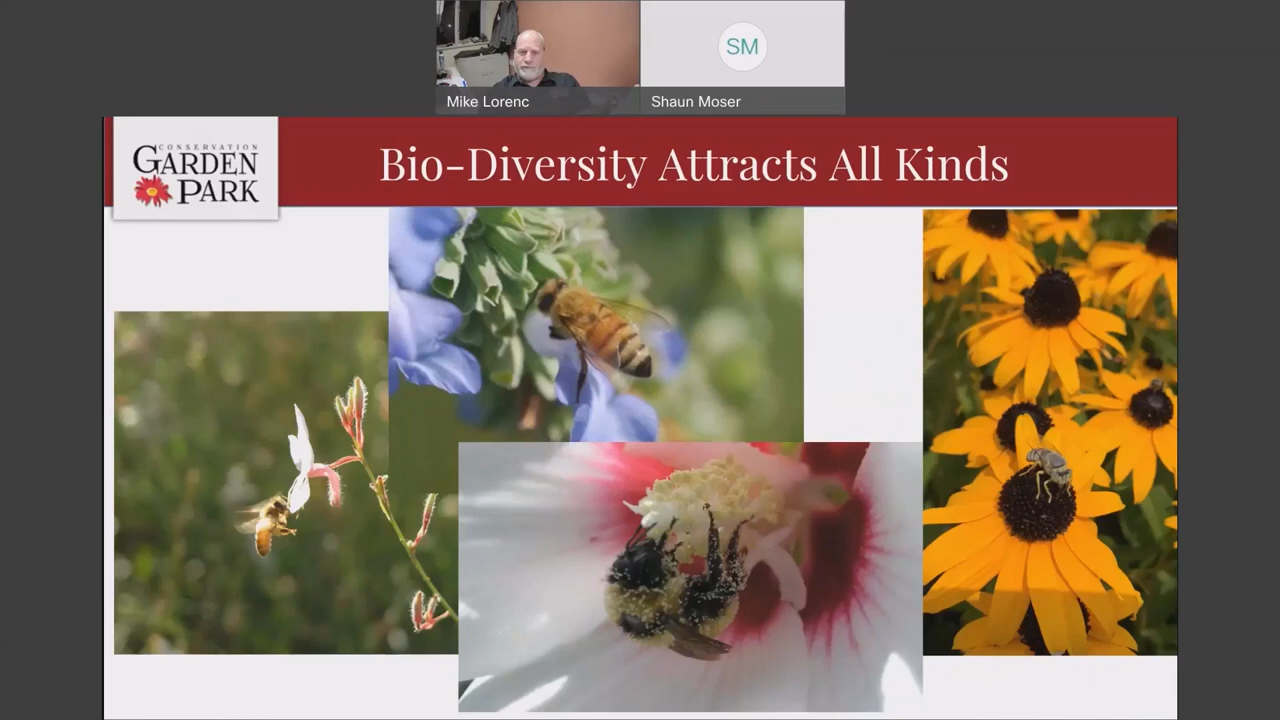 SM
Mike Lorenc
Shaun Moser
CONSERVATION
GARDEN
PARK
Bio-Diversity Attracts All Kinds